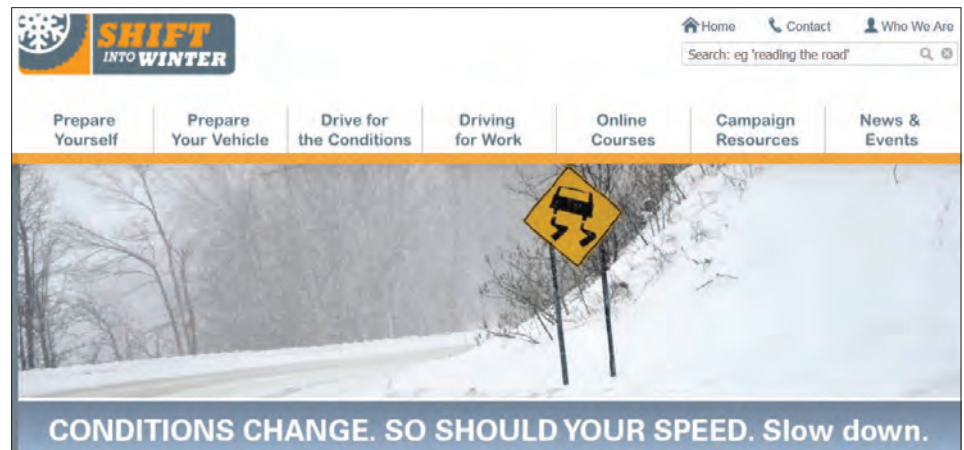 SHIFT
INTO WINTER
Home Contact Who We Are
Search: eg 'reading the road'
Prepare Yourself
Prepare Your Vehicle
Drive for the Conditions
Driving for Work
Online Courses
Campaign Resources
News & Events
CONDITIONS CHANGE. SO SHOULD YOUR SPEED. Slow down.